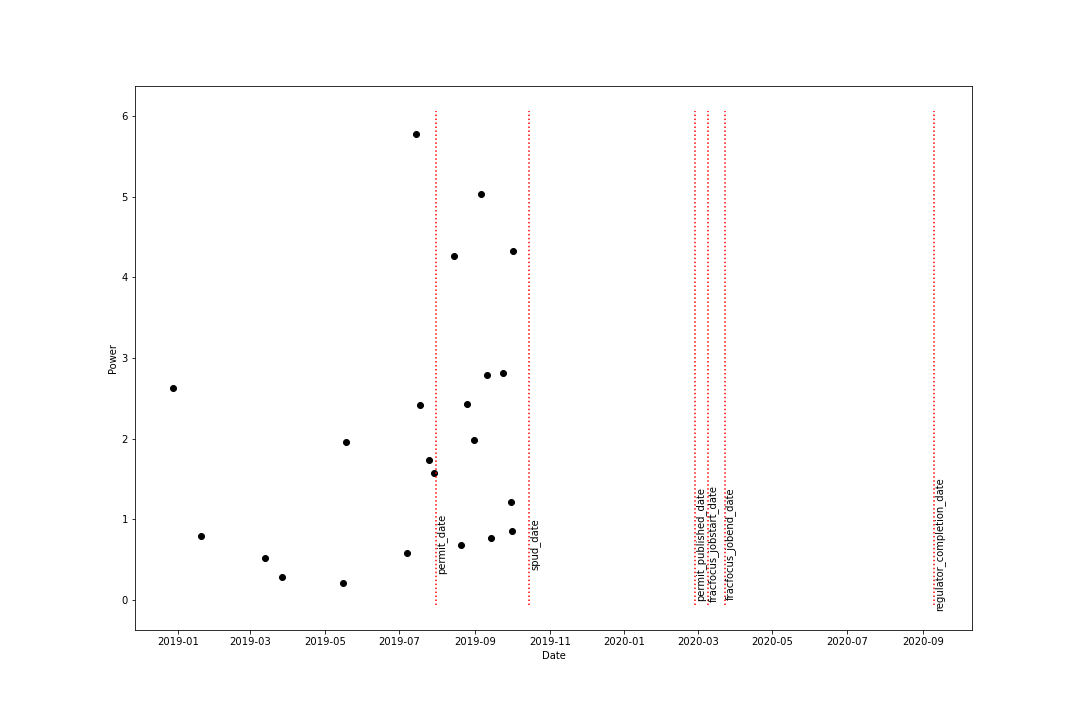 6
5
4
3
2
1
0
Power
permit_date
spud_date
permit_published_date
fracfocus_jobstart_date
fracfocus_jobend_date
regulator_completion_date
2019-01
2019-03
2019-05
2019-07
2019-09
2019-11
2020-01
2020-03
2020-05
2020-07
2020-09
Date